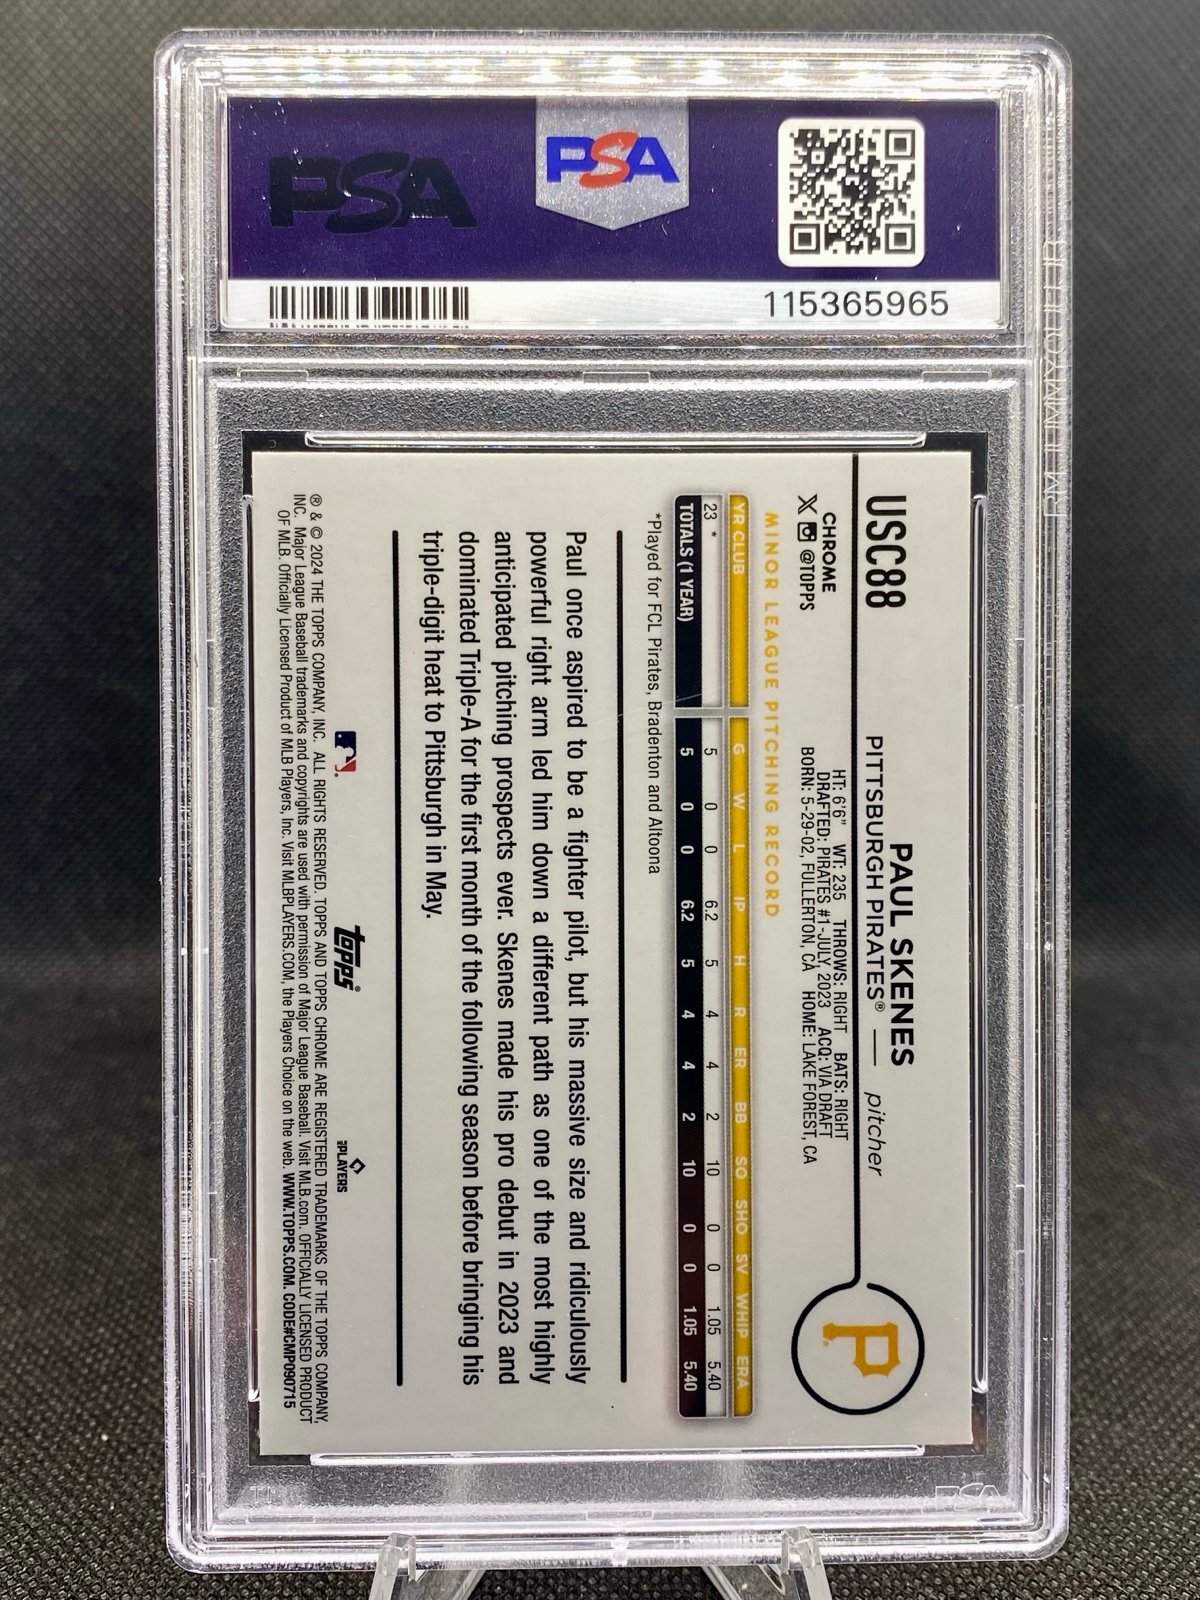 PSA
PSA
115365965
USC88
PAUL SKENES
PITTSBURGH PIRATES® — pitcher
P
CHROME
X @TOPPS
HT: 6'6" WT: 235 THROWS: RIGHT BATS: RIGHT
DRAFTED: PIRATES #1-JULY, 2023 ACQ: VIA DRAFT
BORN: 5-29-02, FULLERTON, CA HOME: LAKE FOREST, CA
MINOR LEAGUE PITCHING RECORD
YR CLUB G W L IP H R ER BB SO SHO SV WHIP ERA
23 * 5 0 0 6.2 5 4 4 2 10 0 0 1.05 5.40
TOTALS (1 YEAR) 5 0 0 6.2 5 4 4 2 10 0 0 1.05 5.40
*Played for FCL Pirates, Bradenton and Altoona
Paul once aspired to be a fighter pilot, but his massive size and ridiculously
powerful right arm led him down a different path as one of the most highly
anticipated pitching prospects ever. Skenes made his pro debut in 2023 and
dominated Triple-A for the first month of the following season before bringing his
triple-digit heat to Pittsburgh in May.
topps®
PLAYERS
® & © 2024 THE TOPPS COMPANY, INC. ALL RIGHTS RESERVED. TOPPS AND TOPPS CHROME ARE REGISTERED TRADEMARKS OF THE TOPPS COMPANY,
INC. Major League Baseball trademarks and copyrights are used with permission of Major League Baseball. Visit MLB.com. OFFICIALLY LICENSED PRODUCT
OF MLB. Officially Licensed Product of MLB Players, Inc. Visit MLBPLAYERS.COM, the Players Choice on the web. WWW.TOPPS.COM. CODE#CMP090715
PSA